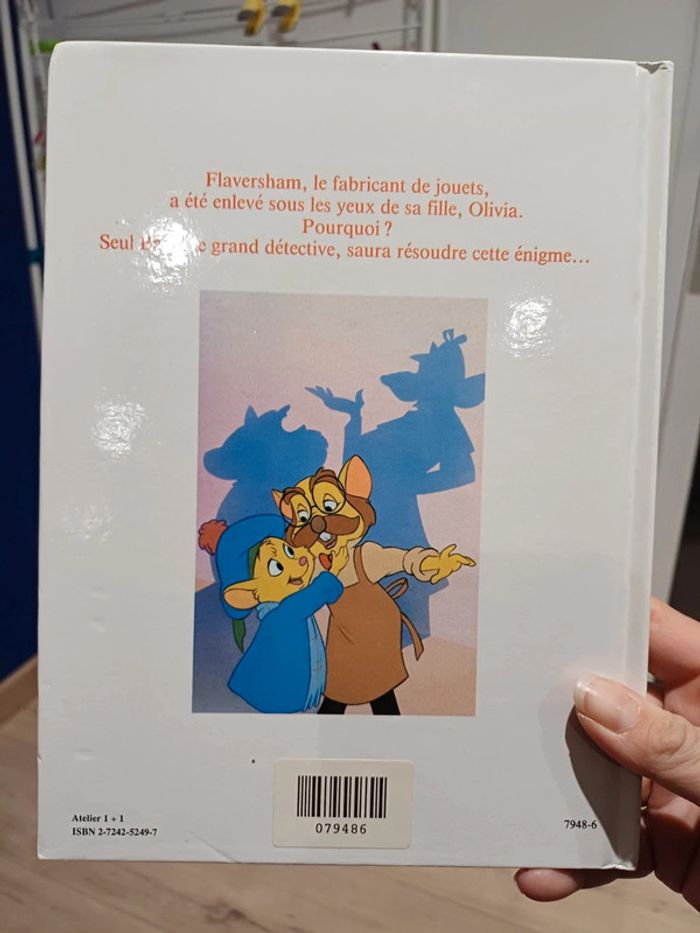 Flaversham, le fabricant de jouets,
a été enlevé sous les yeux de sa fille, Olivia.
Pourquoi ?
Seul grand détective, saura résoudre cette énigme...
079486
Atelier 1 + 1
ISBN 2-7242-5249-7
7948-6